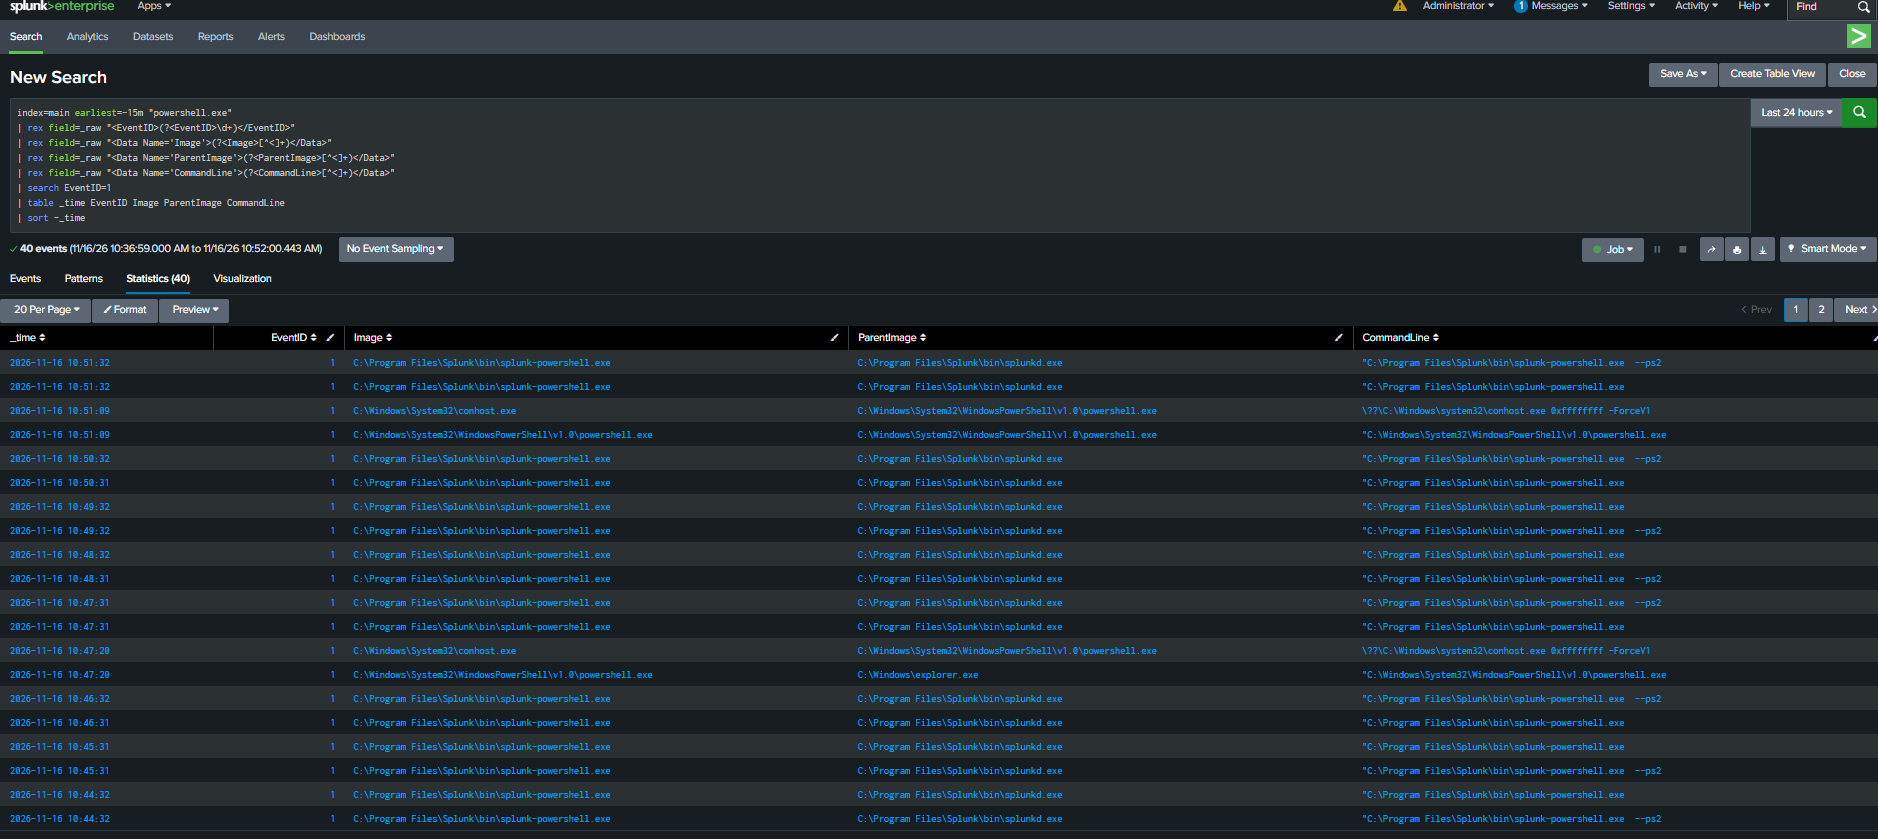 splunk>enterprise Apps Administrator 1 Messages Settings Activity Help Find
Search Analytics Datasets Reports Alerts Dashboards >
New Search Save As Create Table View Close
index=main earliest=-15m "powershell.exe" Last 24 hours
| rex field=_raw "<EventID>(?<EventID>\d+)</EventID>"
| rex field=_raw "<Data Name='Image'>(?<Image>[^<]+)</Data>"
| rex field=_raw "<Data Name='ParentImage'>(?<ParentImage>[^<]+)</Data>"
| rex field=_raw "<Data Name='CommandLine'>(?<CommandLine>[^<]+)</Data>"
| search EventID=1
| table _time EventID Image ParentImage CommandLine
| sort -_time
40 events (11/16/26 10:36:59.000 AM to 11/16/26 10:52:00.443 AM) No Event Sampling Job Smart Mode
Events Patterns Statistics (40) Visualization
20 Per Page Format Preview < Prev 1 2 Next >
_time EventID Image ParentImage CommandLine
2026-11-16 10:51:32 1 C:\Program Files\Splunk\bin\splunk-powershell.exe C:\Program Files\Splunk\bin\splunkd.exe "C:\Program Files\Splunk\bin\splunk-powershell.exe --ps2
2026-11-16 10:51:32 1 C:\Program Files\Splunk\bin\splunk-powershell.exe C:\Program Files\Splunk\bin\splunkd.exe "C:\Program Files\Splunk\bin\splunk-powershell.exe
2026-11-16 10:51:09 1 C:\Windows\System32\conhost.exe C:\Windows\System32\WindowsPowerShell\v1.0\powershell.exe \??\C:\Windows\system32\conhost.exe 0xffffffff -ForceV1
2026-11-16 10:51:09 1 C:\Windows\System32\WindowsPowerShell\v1.0\powershell.exe C:\Windows\System32\WindowsPowerShell\v1.0\powershell.exe "C:\Windows\System32\WindowsPowerShell\v1.0\powershell.exe
2026-11-16 10:50:32 1 C:\Program Files\Splunk\bin\splunk-powershell.exe C:\Program Files\Splunk\bin\splunkd.exe "C:\Program Files\Splunk\bin\splunk-powershell.exe --ps2
2026-11-16 10:50:31 1 C:\Program Files\Splunk\bin\splunk-powershell.exe C:\Program Files\Splunk\bin\splunkd.exe "C:\Program Files\Splunk\bin\splunk-powershell.exe
2026-11-16 10:49:32 1 C:\Program Files\Splunk\bin\splunk-powershell.exe C:\Program Files\Splunk\bin\splunkd.exe "C:\Program Files\Splunk\bin\splunk-powershell.exe
2026-11-16 10:49:32 1 C:\Program Files\Splunk\bin\splunk-powershell.exe C:\Program Files\Splunk\bin\splunkd.exe "C:\Program Files\Splunk\bin\splunk-powershell.exe --ps2
2026-11-16 10:48:32 1 C:\Program Files\Splunk\bin\splunk-powershell.exe C:\Program Files\Splunk\bin\splunkd.exe "C:\Program Files\Splunk\bin\splunk-powershell.exe
2026-11-16 10:48:31 1 C:\Program Files\Splunk\bin\splunk-powershell.exe C:\Program Files\Splunk\bin\splunkd.exe "C:\Program Files\Splunk\bin\splunk-powershell.exe --ps2
2026-11-16 10:47:31 1 C:\Program Files\Splunk\bin\splunk-powershell.exe C:\Program Files\Splunk\bin\splunkd.exe "C:\Program Files\Splunk\bin\splunk-powershell.exe --ps2
2026-11-16 10:47:31 1 C:\Program Files\Splunk\bin\splunk-powershell.exe C:\Program Files\Splunk\bin\splunkd.exe "C:\Program Files\Splunk\bin\splunk-powershell.exe
2026-11-16 10:47:20 1 C:\Windows\System32\conhost.exe C:\Windows\System32\WindowsPowerShell\v1.0\powershell.exe \??\C:\Windows\system32\conhost.exe 0xffffffff -ForceV1
2026-11-16 10:47:20 1 C:\Windows\System32\WindowsPowerShell\v1.0\powershell.exe C:\Windows\explorer.exe "C:\Windows\System32\WindowsPowerShell\v1.0\powershell.exe
2026-11-16 10:46:32 1 C:\Program Files\Splunk\bin\splunk-powershell.exe C:\Program Files\Splunk\bin\splunkd.exe "C:\Program Files\Splunk\bin\splunk-powershell.exe --ps2
2026-11-16 10:46:31 1 C:\Program Files\Splunk\bin\splunk-powershell.exe C:\Program Files\Splunk\bin\splunkd.exe "C:\Program Files\Splunk\bin\splunk-powershell.exe
2026-11-16 10:45:31 1 C:\Program Files\Splunk\bin\splunk-powershell.exe C:\Program Files\Splunk\bin\splunkd.exe "C:\Program Files\Splunk\bin\splunk-powershell.exe
2026-11-16 10:45:31 1 C:\Program Files\Splunk\bin\splunk-powershell.exe C:\Program Files\Splunk\bin\splunkd.exe "C:\Program Files\Splunk\bin\splunk-powershell.exe --ps2
2026-11-16 10:44:32 1 C:\Program Files\Splunk\bin\splunk-powershell.exe C:\Program Files\Splunk\bin\splunkd.exe "C:\Program Files\Splunk\bin\splunk-powershell.exe
2026-11-16 10:44:32 1 C:\Program Files\Splunk\bin\splunk-powershell.exe C:\Program Files\Splunk\bin\splunkd.exe "C:\Program Files\Splunk\bin\splunk-powershell.exe --ps2